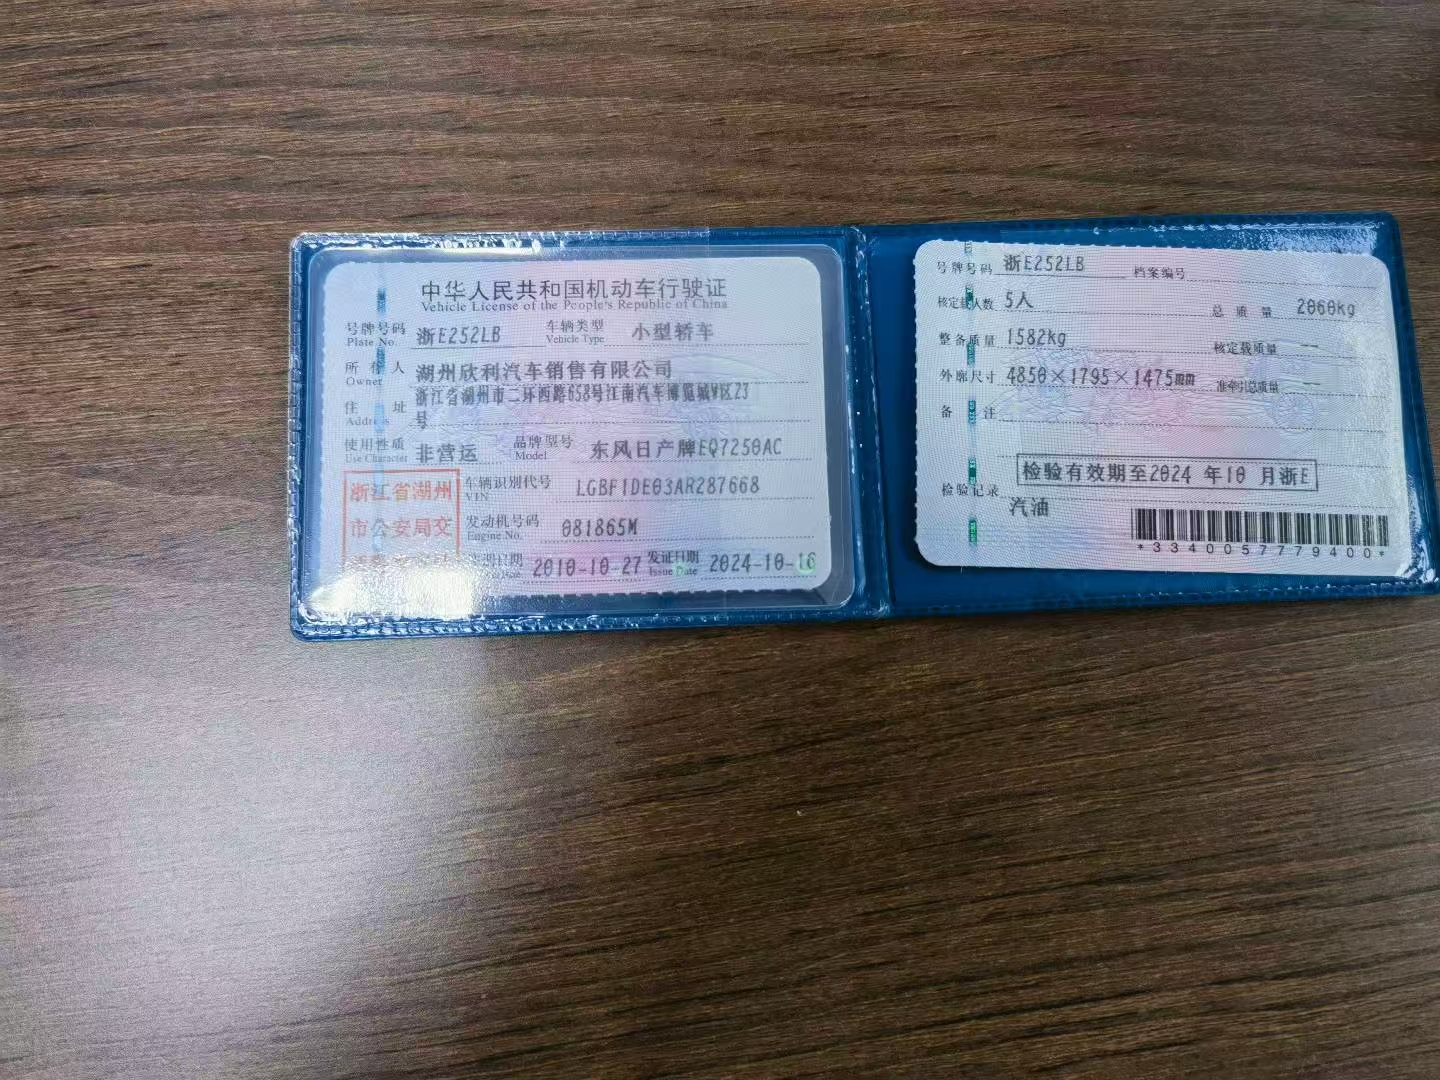 中华人民共和国机动车行驶证
Vehicle License of the People's Republic of China
号牌号码 浙E252LB 车辆类型 小型轿车
Plate No. Vehicle Type
所有人 湖州欣利汽车销售有限公司
Owner
住址 浙江省湖州市二环西路658号江南汽车博览城W区23
Address 号
使用性质 非营运 品牌型号 东风日产牌EQ7250AC
Use Character Model
浙江省湖州
市公安局交
车辆识别代号 LGBF1DE03AR287668
VIN
发动机号码 081865M
Engine No.
注册日期 2010-10-27 发证日期 2024-10-16
Issue Date
号牌号码 浙E252LB 档案编号
核定载人数 5人 总质量 2060kg
整备质量 1582kg 核定载质量 --
外廓尺寸 4850×1795×1475mm 准牵引总质量 --
备注
检验有效期至2024 年10 月浙E
检验记录
汽油
*3340057779400*